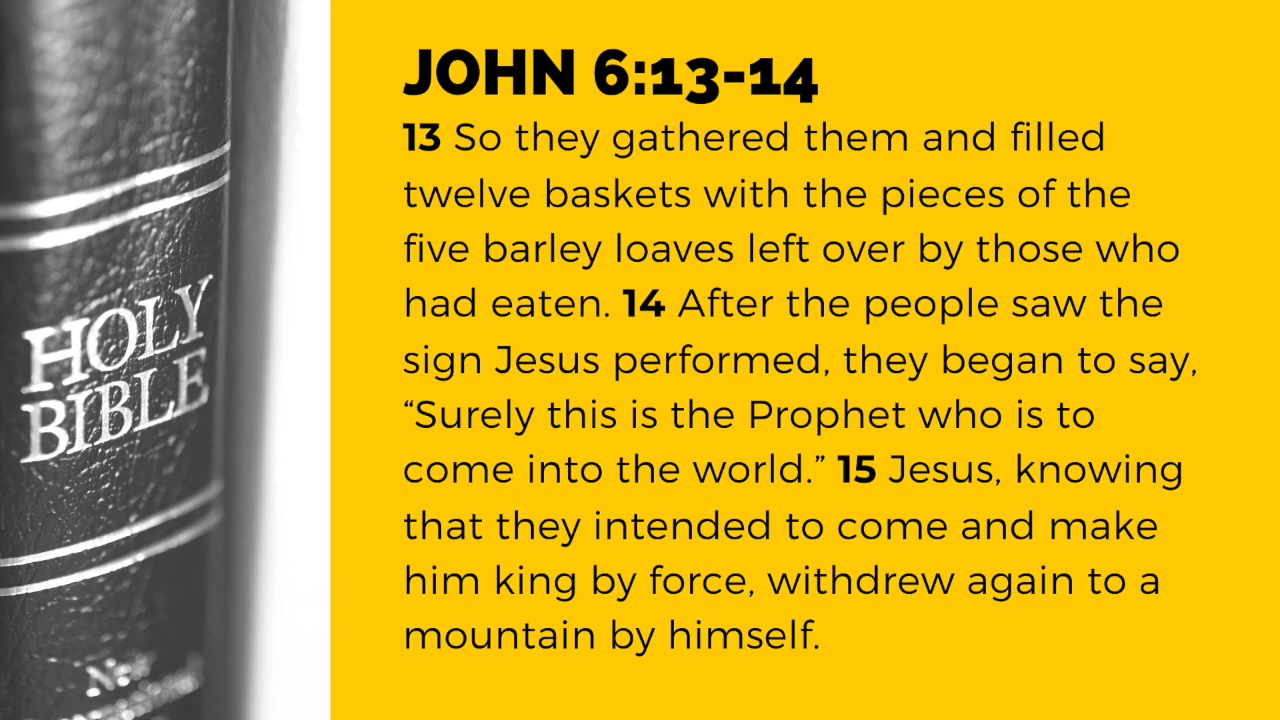 HOLY
BIBLE
JOHN 6:13-14
13 So they gathered them and filled
twelve baskets with the pieces of the
five barley loaves left over by those who
had eaten. 14 After the people saw the
sign Jesus performed, they began to say,
“Surely this is the Prophet who is to
come into the world.” 15 Jesus, knowing
that they intended to come and make
him king by force, withdrew again to a
mountain by himself.